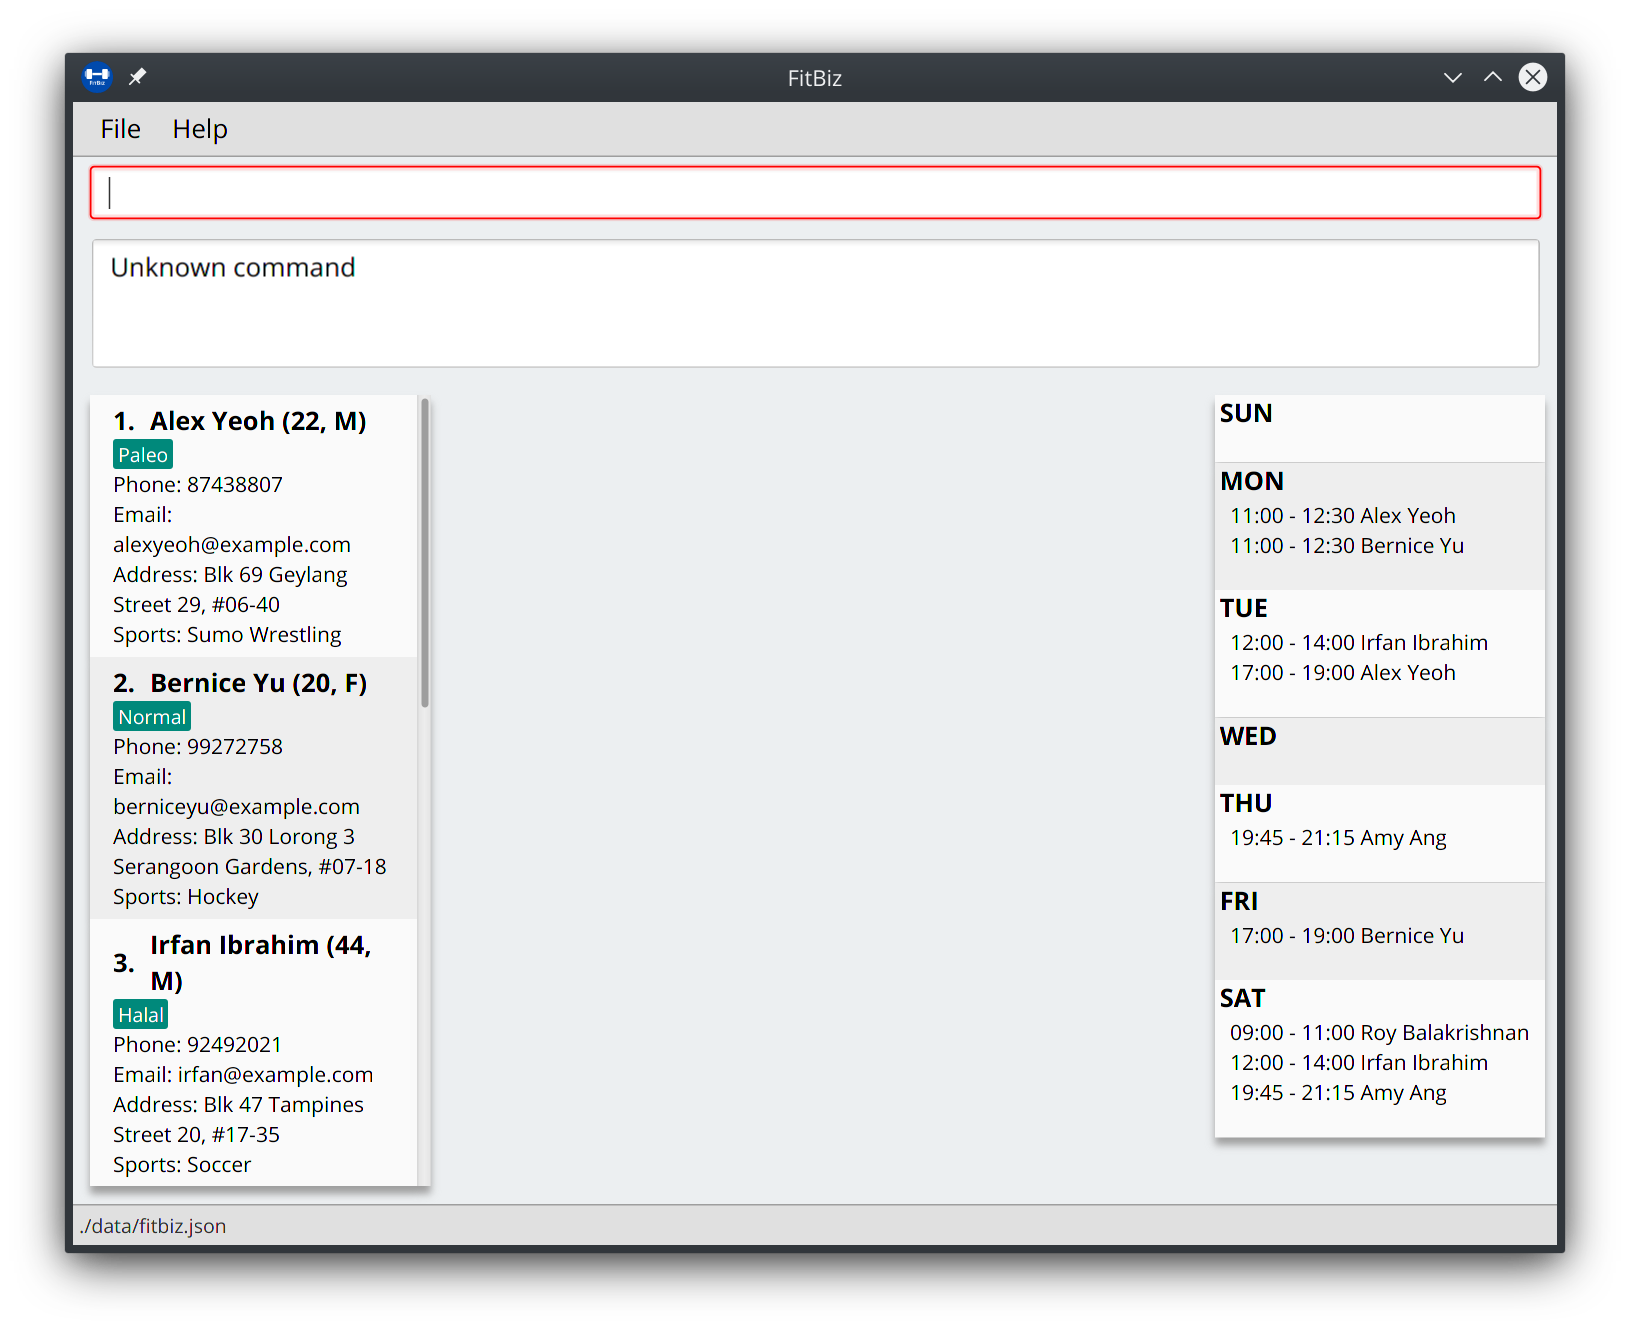 FitBiz
FitBiz
File Help
Unknown command
1. Alex Yeoh (22, M)
Paleo
Phone: 87438807
Email:
alexyeoh@example.com
Address: Blk 69 Geylang
Street 29, #06-40
Sports: Sumo Wrestling
2. Bernice Yu (20, F)
Normal
Phone: 99272758
Email:
berniceyu@example.com
Address: Blk 30 Lorong 3
Serangoon Gardens, #07-18
Sports: Hockey
3. Irfan Ibrahim (44,
M)
Halal
Phone: 92492021
Email: irfan@example.com
Address: Blk 47 Tampines
Street 20, #17-35
Sports: Soccer
SUN
MON
11:00 - 12:30 Alex Yeoh
11:00 - 12:30 Bernice Yu
TUE
12:00 - 14:00 Irfan Ibrahim
17:00 - 19:00 Alex Yeoh
WED
THU
19:45 - 21:15 Amy Ang
FRI
17:00 - 19:00 Bernice Yu
SAT
09:00 - 11:00 Roy Balakrishnan
12:00 - 14:00 Irfan Ibrahim
19:45 - 21:15 Amy Ang
./data/fitbiz.json